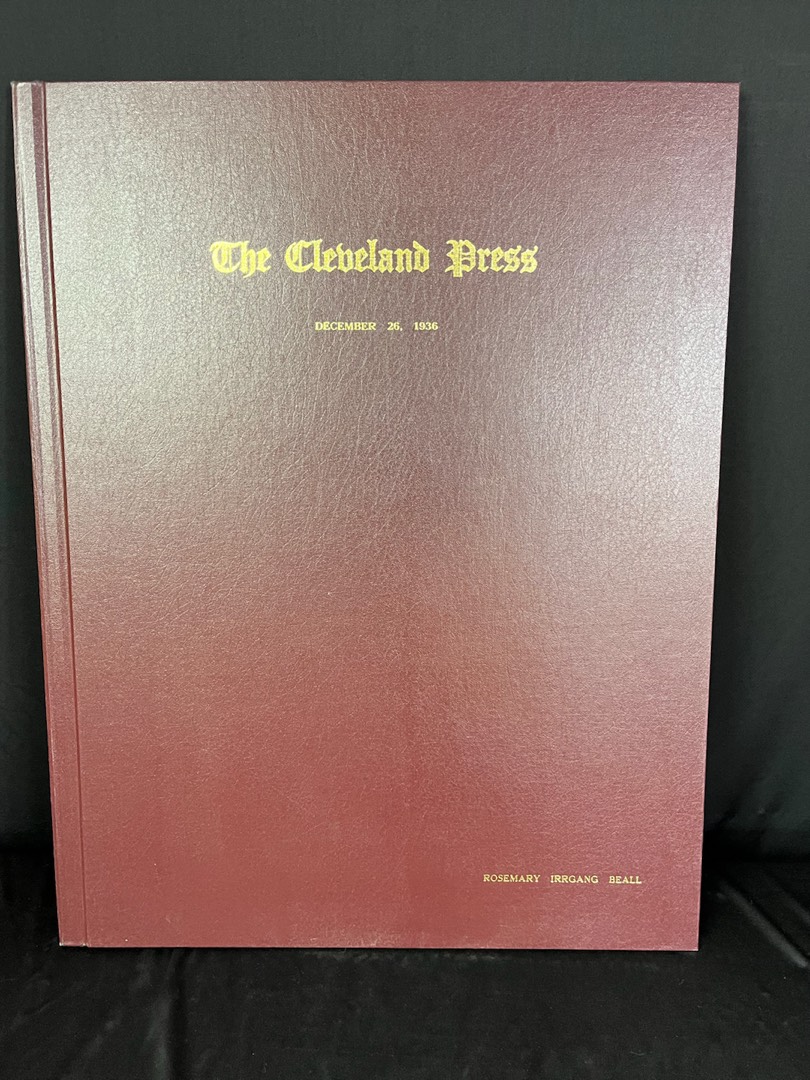 The Cleveland Press
DECEMBER 26, 1936
ROSEMARY IRRGANG BEALL